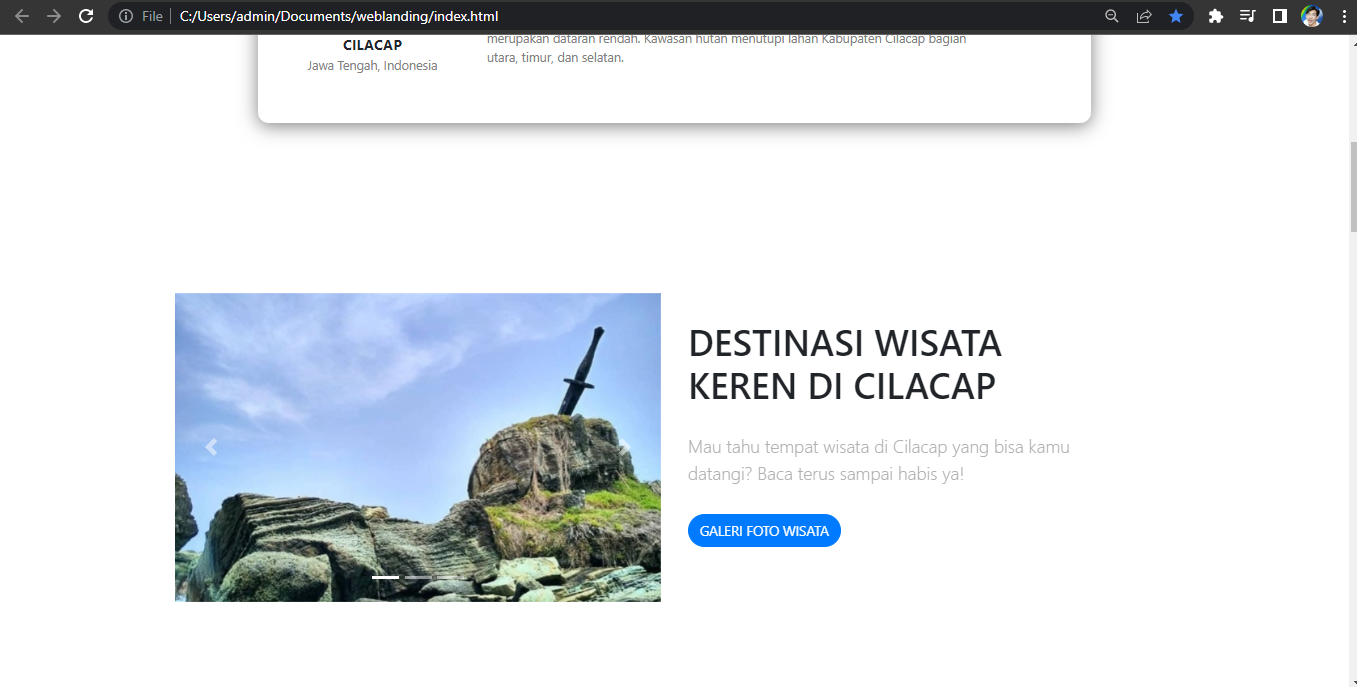 File
C:/Users/admin/Documents/weblanding/index.html
CILACAP
Jawa Tengah, Indonesia
merupakan dataran rendah. Kawasan hutan menutupi lahan Kabupaten Cilacap bagian
utara, timur, dan selatan.
DESTINASI WISATA
KEREN DI CILACAP
Mau tahu tempat wisata di Cilacap yang bisa kamu
datangi? Baca terus sampai habis ya!
GALERI FOTO WISATA